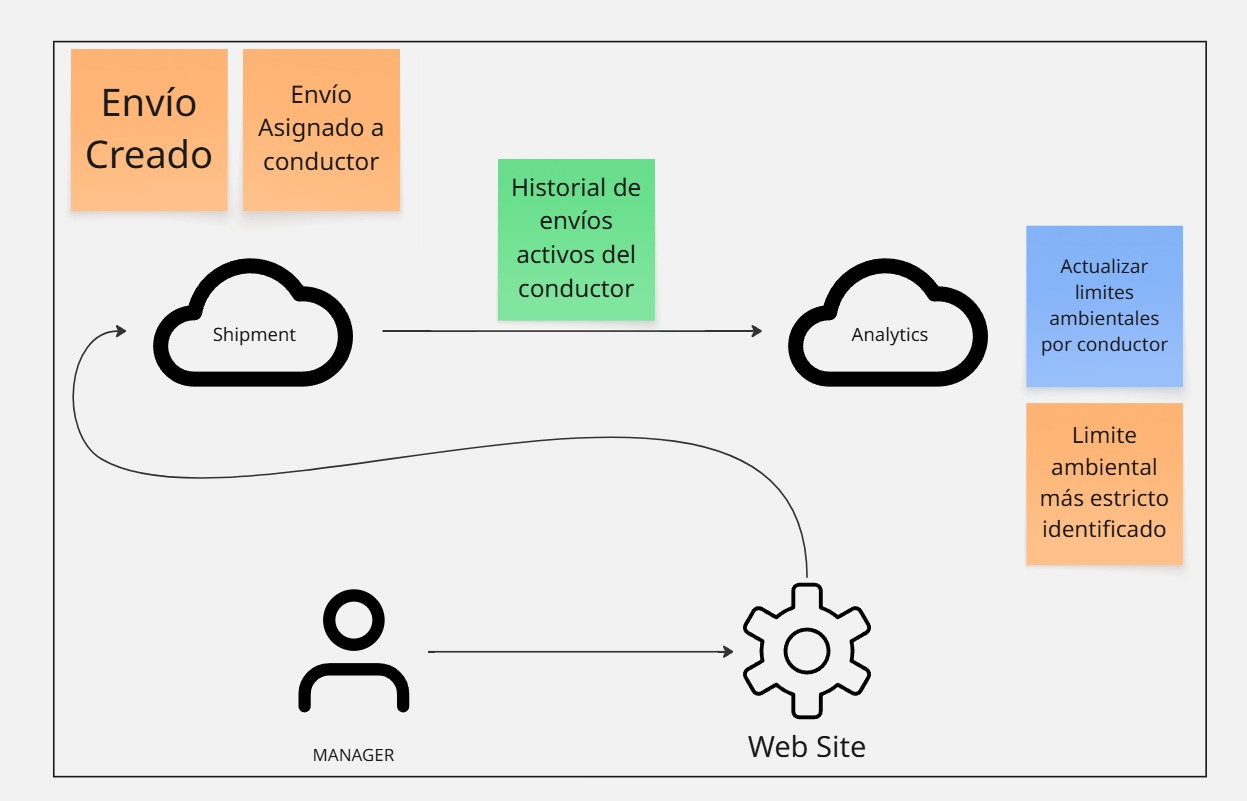 Envío
Creado
Envío
Asignado a
conductor
Historial de
envíos
activos del
conductor
Shipment
Analytics
Actualizar
limites
ambientales
por conductor
Limite
ambiental
más estricto
identificado
MANAGER
Web Site